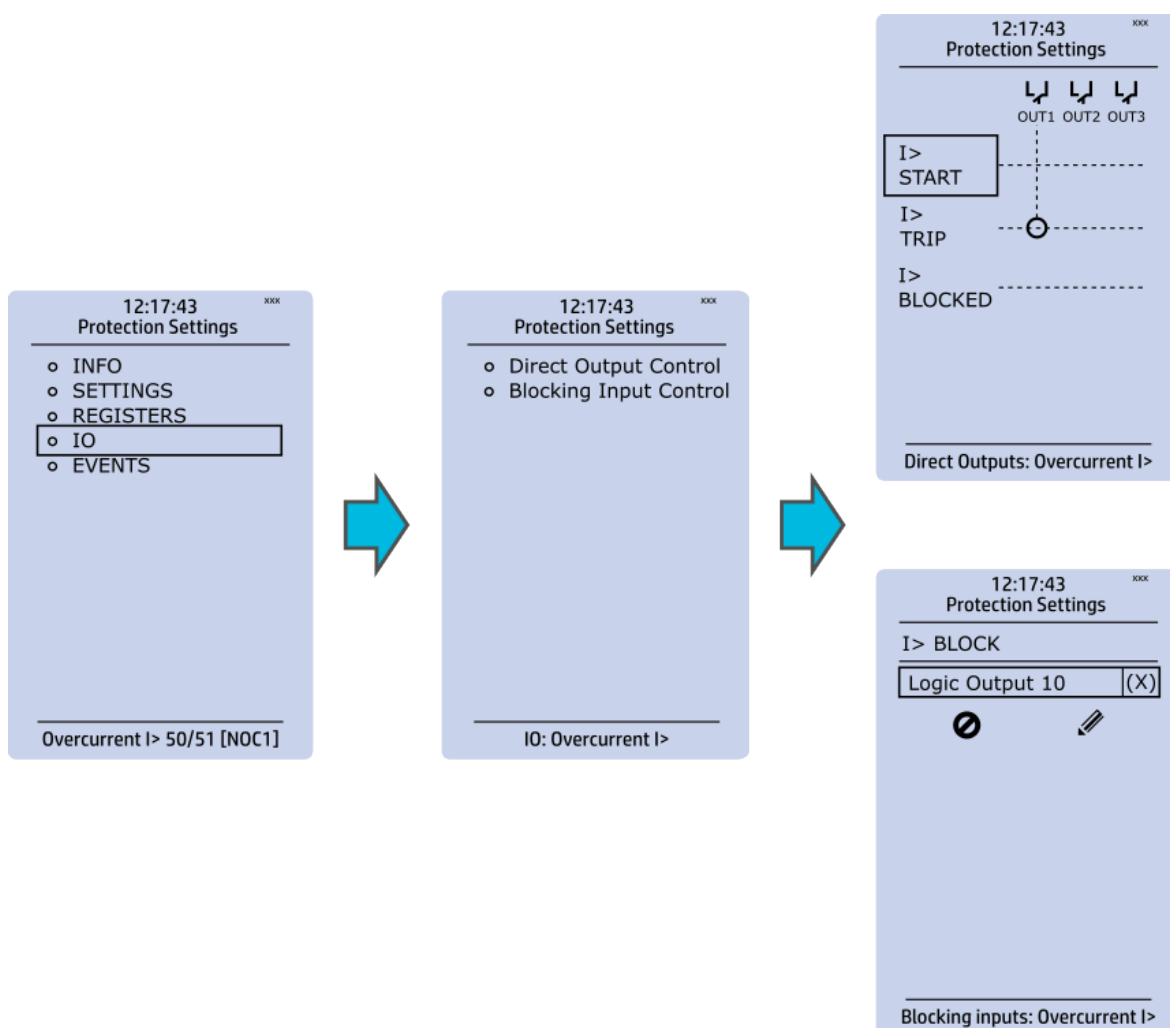 12:17:43 xxx
Protection Settings
INFO
SETTINGS
REGISTERS
IO
EVENTS
Overcurrent I> 50/51 [NOC1]
12:17:43 xxx
Protection Settings
Direct Output Control
Blocking Input Control
IO: Overcurrent I>
12:17:43 xxx
Protection Settings
OUT1 OUT2 OUT3
I>
START
I>
TRIP
I>
BLOCKED
Direct Outputs: Overcurrent I>
12:17:43 xxx
Protection Settings
I> BLOCK
Logic Output 10 (X)
Blocking inputs: Overcurrent I>